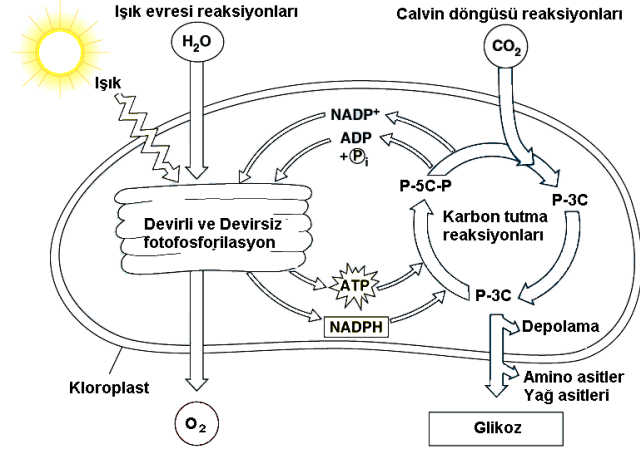 Işık evresi reaksiyonları
Calvin döngüsü reaksiyonları
H₂O
CO₂
Işık
NADP⁺
ADP
+ Pᵢ
P-5C-P
P-3C
Karbon tutma
reaksiyonları
Devirli ve Devirsiz
fotofosforilasyon
ATP
P-3C
NADPH
Depolama
Kloroplast
Amino asitler
Yağ asitleri
O₂
Glikoz